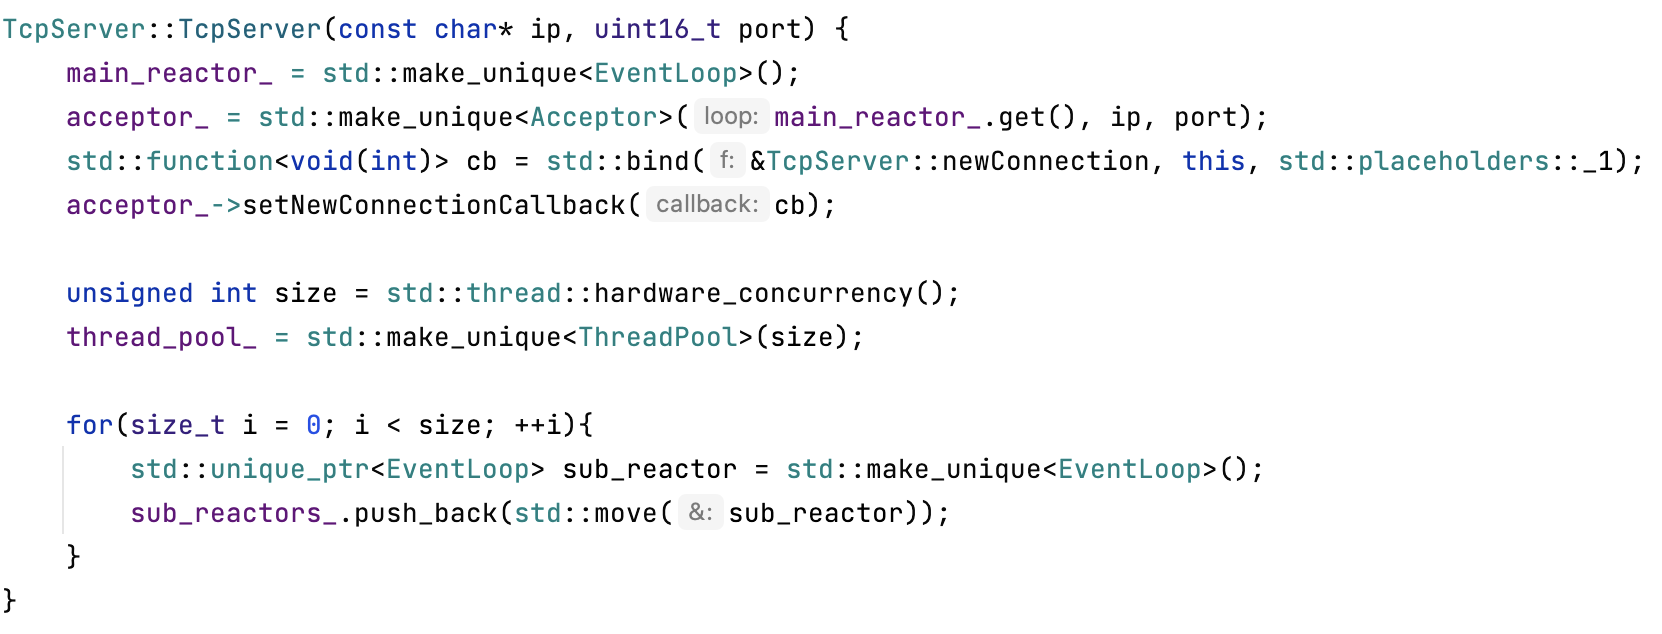 TcpServer::TcpServer(const char* ip, uint16_t port) {
    main_reactor_ = std::make_unique<EventLoop>();
    acceptor_ = std::make_unique<Acceptor>( loop: main_reactor_.get(), ip, port);
    std::function<void(int)> cb = std::bind( f: &TcpServer::newConnection, this, std::placeholders::_1);
    acceptor_->setNewConnectionCallback( callback: cb);

    unsigned int size = std::thread::hardware_concurrency();
    thread_pool_ = std::make_unique<ThreadPool>(size);

    for(size_t i = 0; i < size; ++i){
        std::unique_ptr<EventLoop> sub_reactor = std::make_unique<EventLoop>();
        sub_reactors_.push_back(std::move( &: sub_reactor));
    }
}